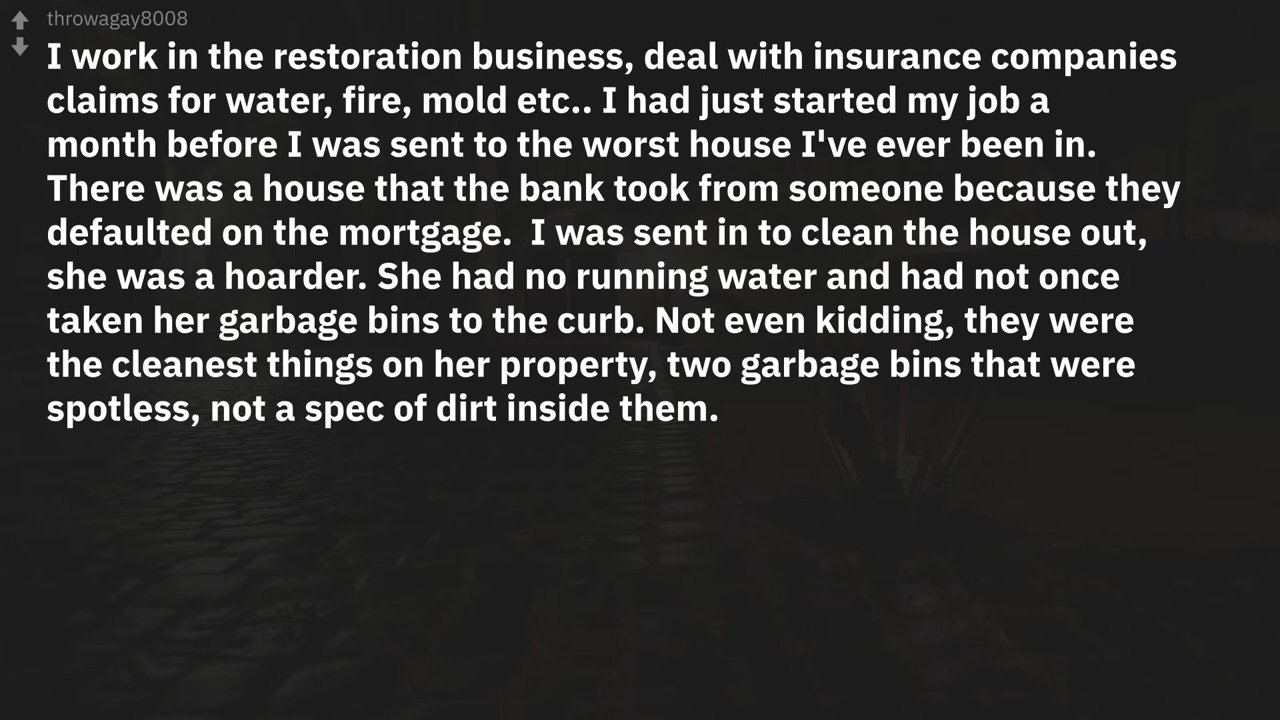 throwagay8008
I work in the restoration business, deal with insurance companies
claims for water, fire, mold etc.. I had just started my job a
month before I was sent to the worst house I've ever been in.
There was a house that the bank took from someone because they
defaulted on the mortgage.  I was sent in to clean the house out,
she was a hoarder. She had no running water and had not once
taken her garbage bins to the curb. Not even kidding, they were
the cleanest things on her property, two garbage bins that were
spotless, not a spec of dirt inside them.